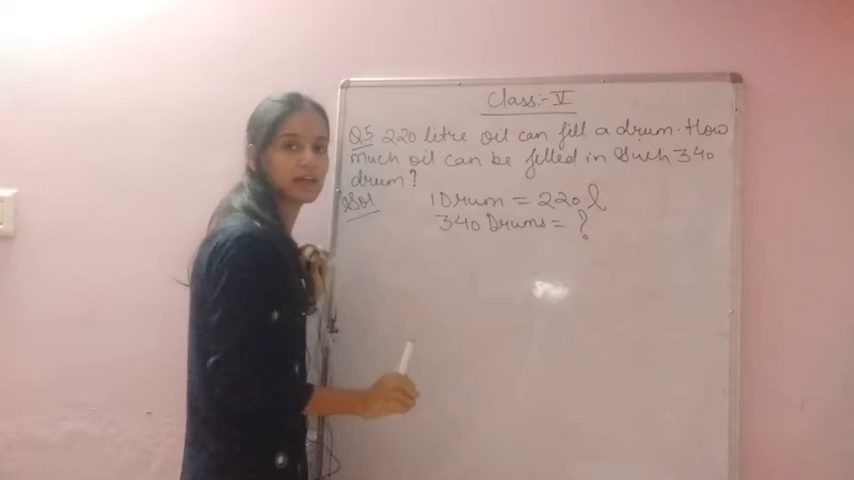 Class:- V
Q5 220 litre oil can fill a drum. How
much oil can be filled in such 340
drum?
Sol 1 Drum = 220 l
340 Drums = ?